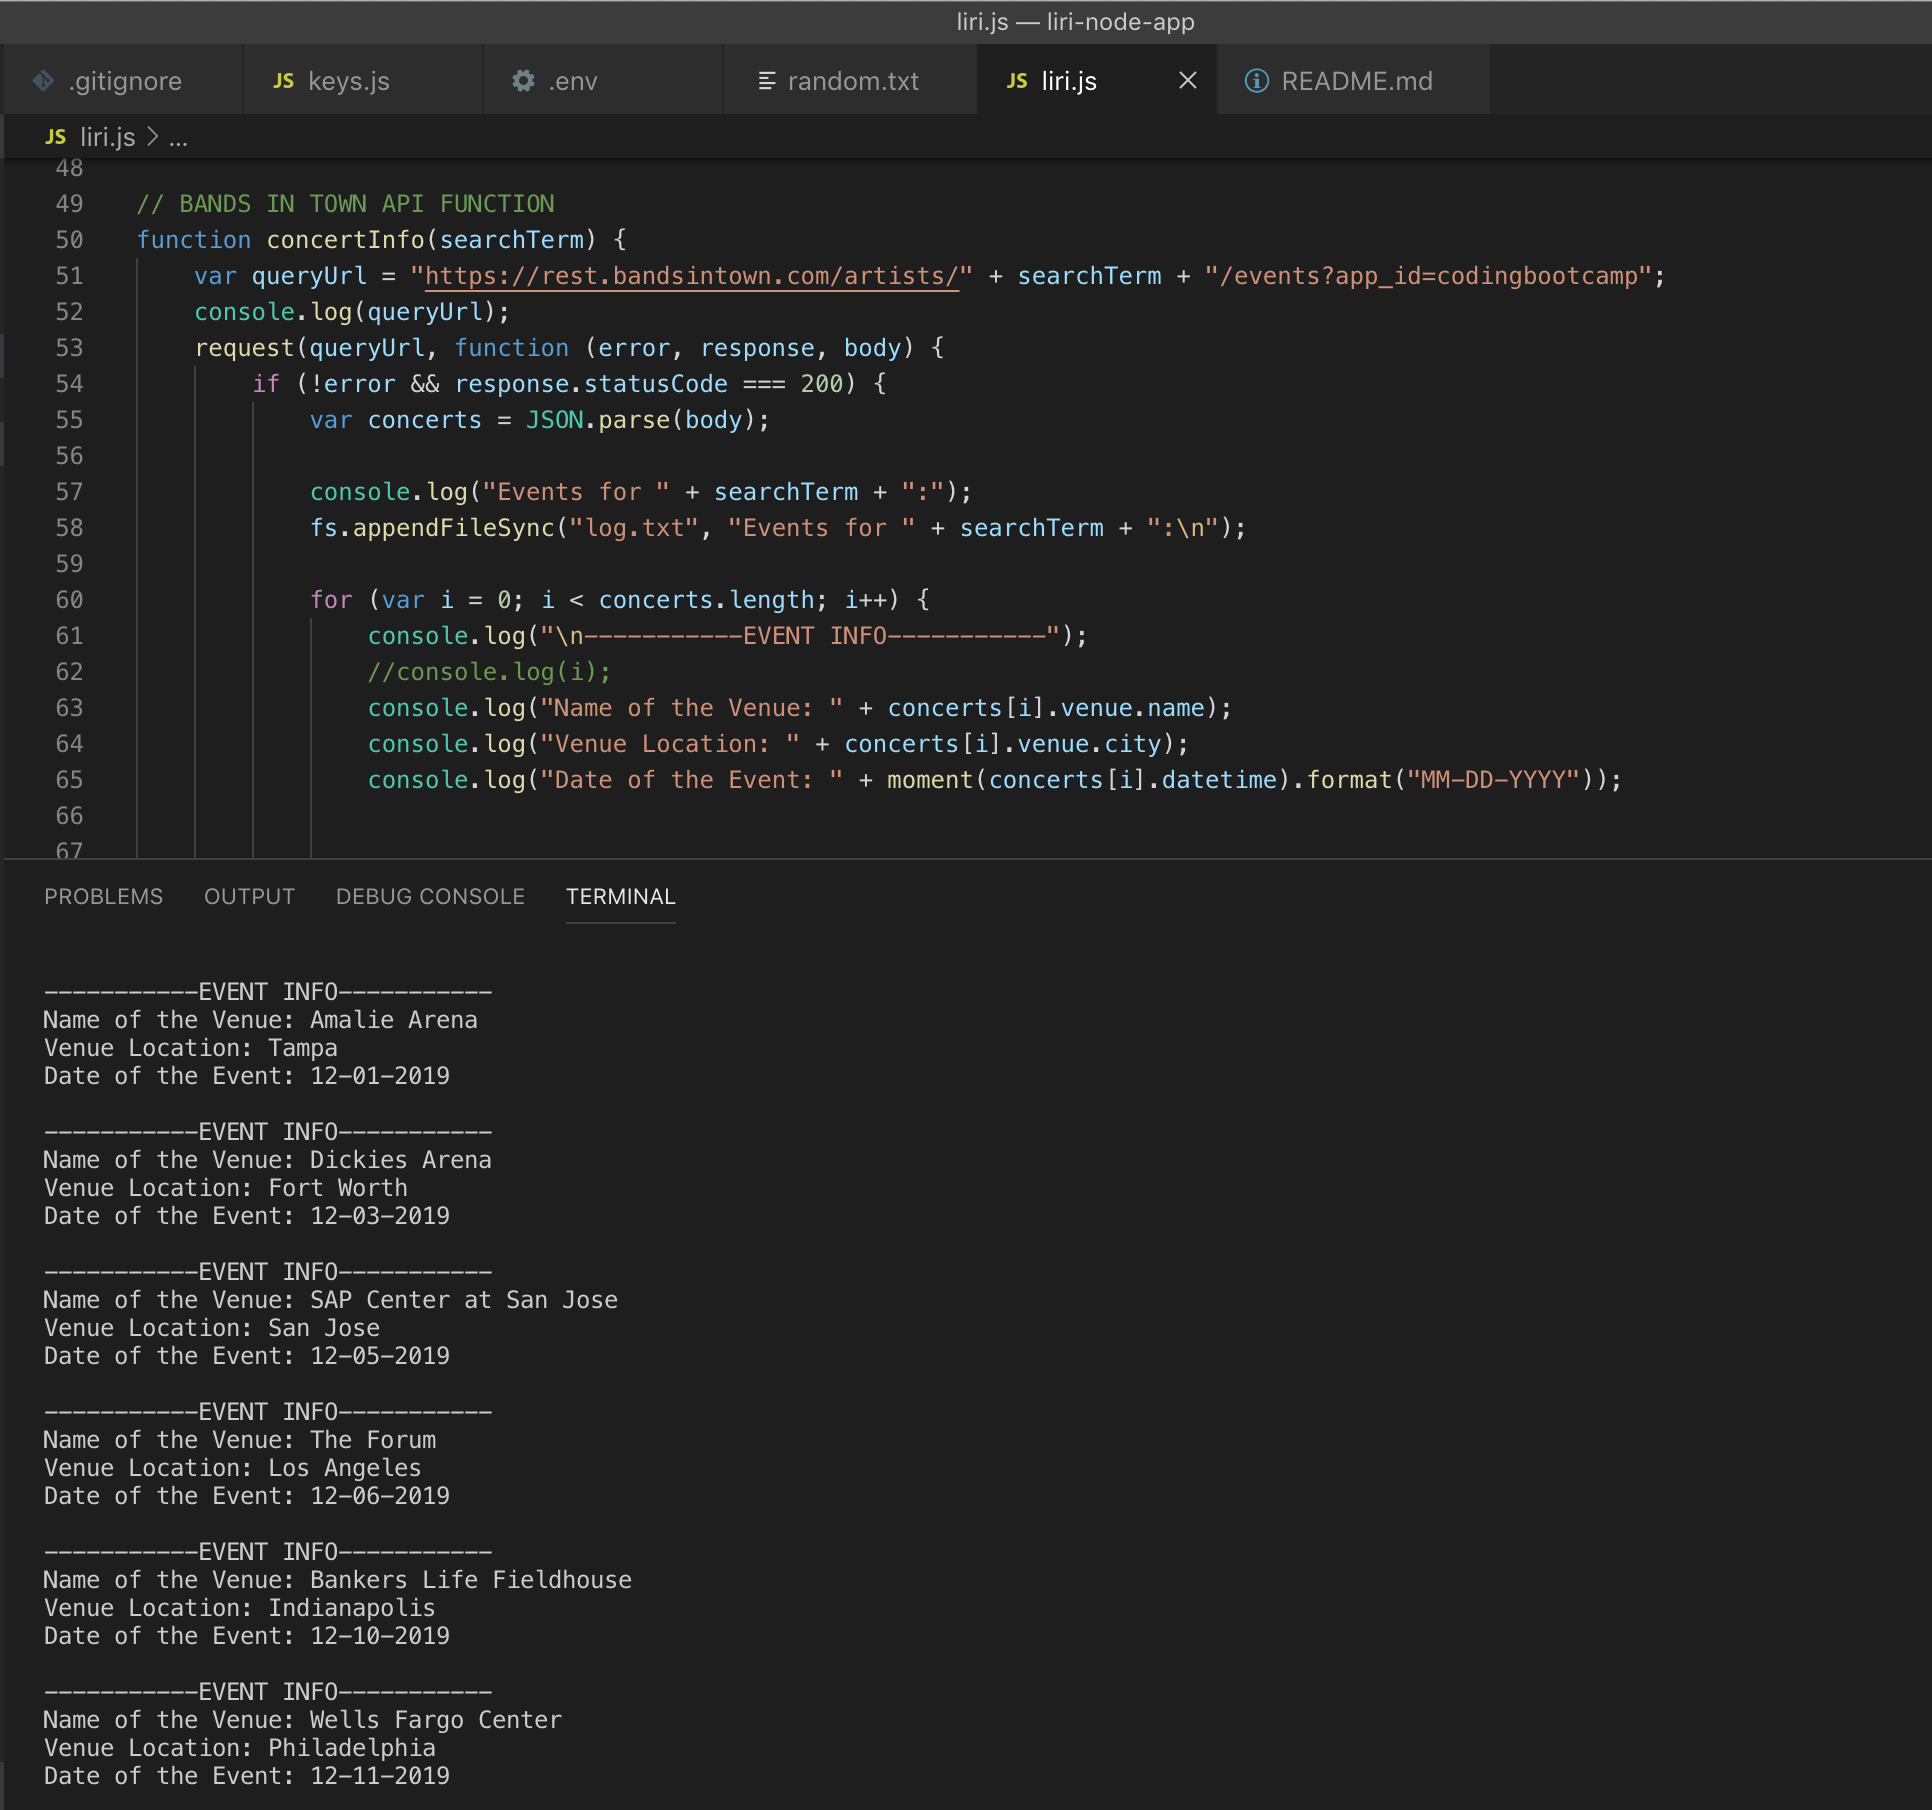 liri.js — liri-node-app
.gitignore
JS keys.js
.env
random.txt
JS liri.js
README.md
JS liri.js > ...
48
49 // BANDS IN TOWN API FUNCTION
50 function concertInfo(searchTerm) {
51     var queryUrl = "https://rest.bandsintown.com/artists/" + searchTerm + "/events?app_id=codingbootcamp";
52     console.log(queryUrl);
53     request(queryUrl, function (error, response, body) {
54         if (!error && response.statusCode === 200) {
55             var concerts = JSON.parse(body);
56
57             console.log("Events for " + searchTerm + ":");
58             fs.appendFileSync("log.txt", "Events for " + searchTerm + ":\n");
59
60             for (var i = 0; i < concerts.length; i++) {
61                 console.log("\n-----------EVENT INFO-----------");
62                 //console.log(i);
63                 console.log("Name of the Venue: " + concerts[i].venue.name);
64                 console.log("Venue Location: " + concerts[i].venue.city);
65                 console.log("Date of the Event: " + moment(concerts[i].datetime).format("MM-DD-YYYY"));
66
67
PROBLEMS OUTPUT DEBUG CONSOLE TERMINAL
-----------EVENT INFO-----------
Name of the Venue: Amalie Arena
Venue Location: Tampa
Date of the Event: 12-01-2019
-----------EVENT INFO-----------
Name of the Venue: Dickies Arena
Venue Location: Fort Worth
Date of the Event: 12-03-2019
-----------EVENT INFO-----------
Name of the Venue: SAP Center at San Jose
Venue Location: San Jose
Date of the Event: 12-05-2019
-----------EVENT INFO-----------
Name of the Venue: The Forum
Venue Location: Los Angeles
Date of the Event: 12-06-2019
-----------EVENT INFO-----------
Name of the Venue: Bankers Life Fieldhouse
Venue Location: Indianapolis
Date of the Event: 12-10-2019
-----------EVENT INFO-----------
Name of the Venue: Wells Fargo Center
Venue Location: Philadelphia
Date of the Event: 12-11-2019